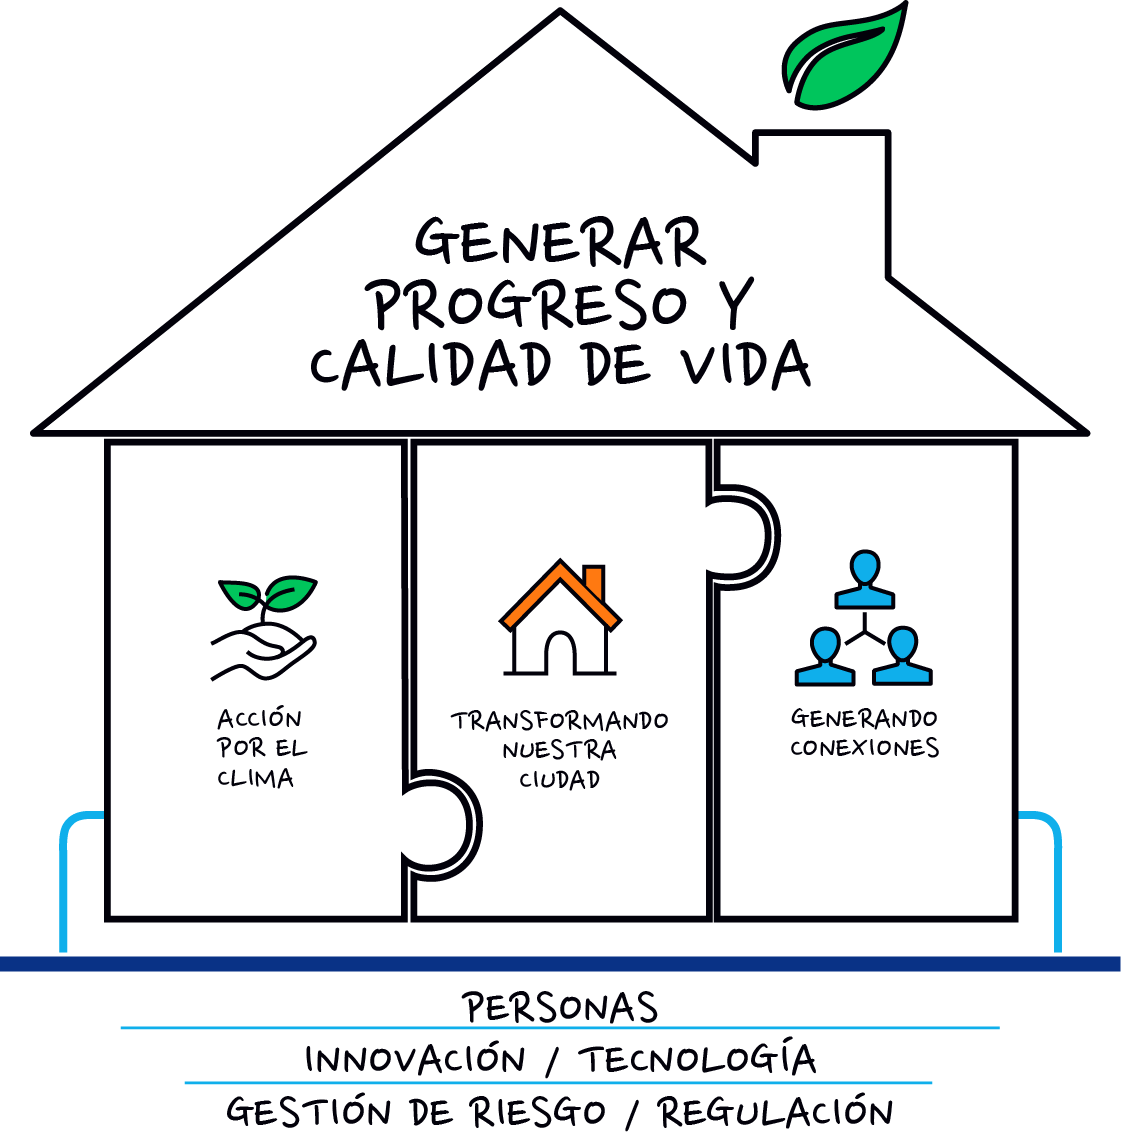 GENERAR
PROGRESO Y
CALIDAD DE VIDA
ACCIÓN
POR EL
CLIMA
TRANSFORMANDO
NUESTRA
CIUDAD
GENERANDO
CONEXIONES
PERSONAS
INNOVACIÓN / TECNOLOGÍA
GESTIÓN DE RIESGO / REGULACIÓN